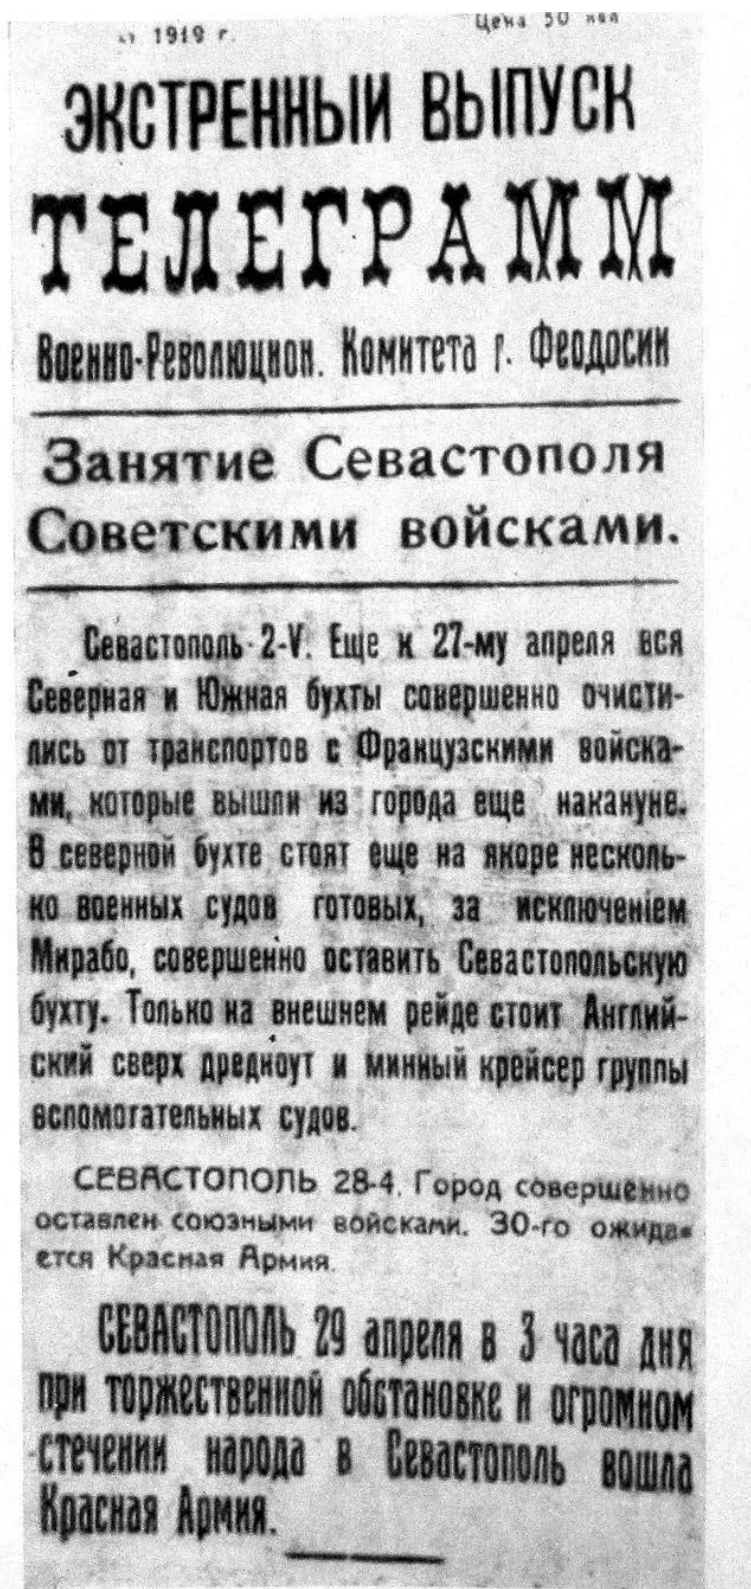 1919 г.
Цена 50 коп
ЭКСТРЕННЫЙ ВЫПУСК
ТЕЛЕГРАММ
Военно-Революцион. Комитета г. Феодосии
Занятие Севастополя
Советскими войсками.
Севастополь 2-V. Еще к 27-му апреля вся
Северная и Южная бухты совершенно очисти-
лись от транспортов с Французскими войска-
ми, которые вышли из города еще накануне.
В северной бухте стоят еще на якоре несколь-
ко военных судов готовых, за исключением
Мирабо, совершенно оставить Севастопольскую
бухту. Только на внешнем рейде стоит Англий-
ский сверх дредноут и минный крейсер группы
вспомогательных судов.
СЕВАСТОПОЛЬ 28-4. Город совершенно
оставлен союзными войсками. 30-го ожида-
ется Красная Армия.
СЕВАСТОПОЛЬ 29 апреля в 3 часа дня
при торжественной обстановке и огромном
стечении народа в Севастополь вошла
Красная Армия.